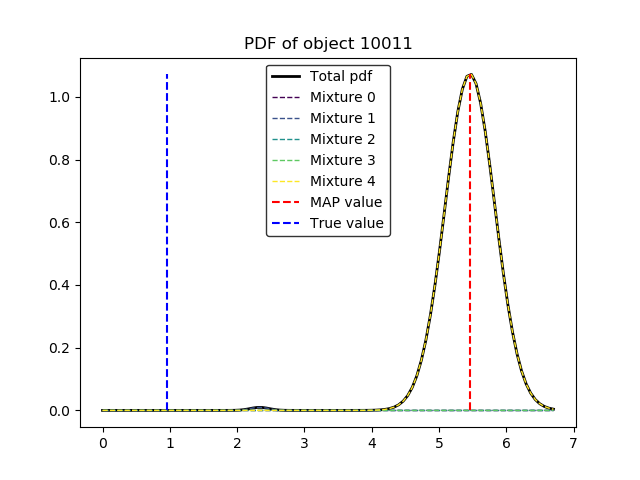 PDF of object 10011
Total pdf
Mixture 0
Mixture 1
Mixture 2
Mixture 3
Mixture 4
MAP value
True value
1.0
0.8
0.6
0.4
0.2
0.0
0 1 2 3 4 5 6 7